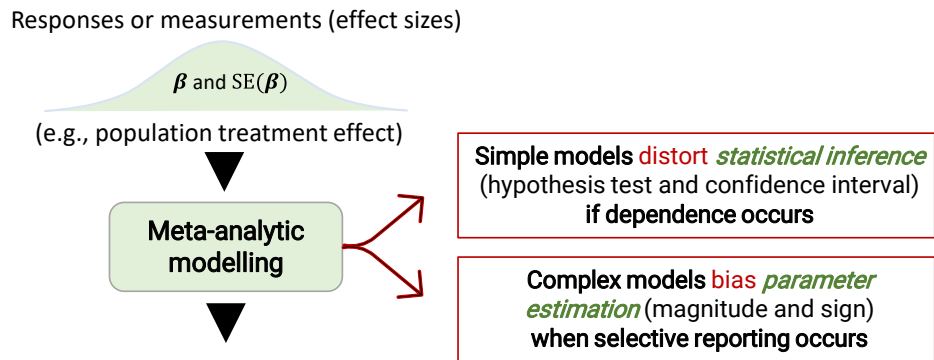 Responses or measurements (effect sizes)
β and SE(β)
(e.g., population treatment effect)
Meta-analytic
modelling
Simple models distort statistical inference
(hypothesis test and confidence interval)
if dependence occurs
Complex models bias parameter
estimation (magnitude and sign)
when selective reporting occurs